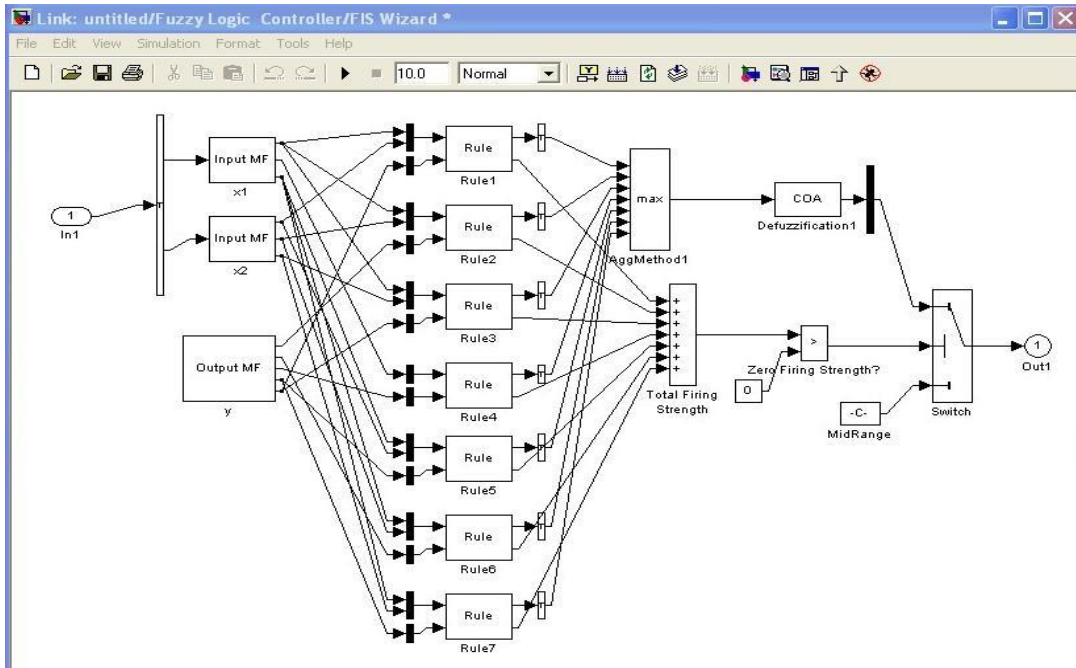 Link: untitled/Fuzzy Logic Controller/FIS Wizard *
File Edit View Simulation Format Tools Help
10.0 Normal
1
In1
Input MF
x1
Input MF
x2
Output MF
y
Rule
Rule1
Rule
Rule2
Rule
Rule3
Rule
Rule4
Rule
Rule5
Rule
Rule6
Rule
Rule7
max
AggMethod1
COA
Defuzzification1
+
+
+
+
+
+
+
Total Firing
Strength
>
Zero Firing Strength?
0
-C-
MidRange
Switch
1
Out1